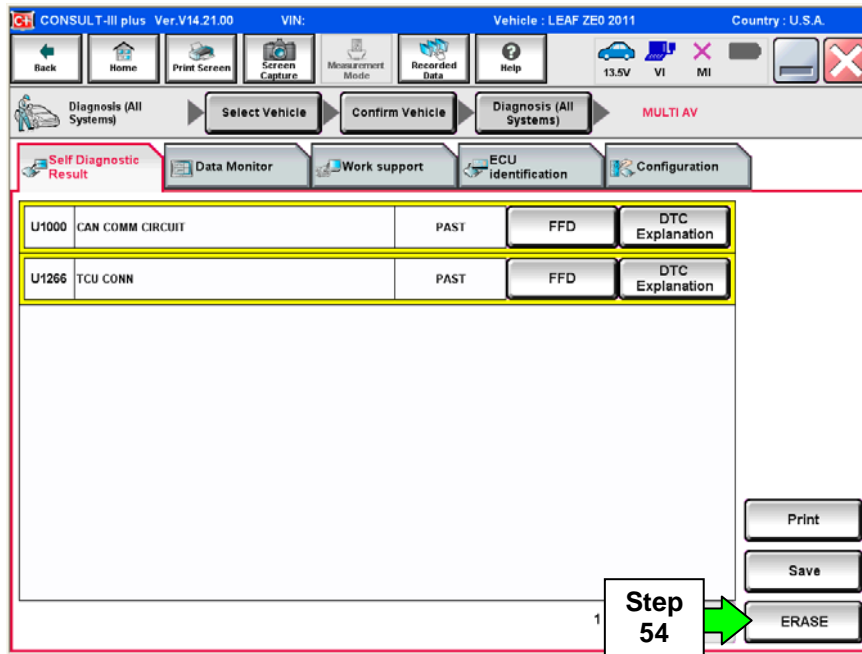 CONSULT-III plus Ver.V14.21.00 VIN: Vehicle : LEAF ZE0 2011 Country : U.S.A.
Back
Home
Print Screen
Screen
Capture
Measurement
Mode
Recorded
Data
Help
13.5V VI MI
Diagnosis (All
Systems)
Select Vehicle
Confirm Vehicle
Diagnosis (All
Systems)
MULTI AV
Self Diagnostic
Result
Data Monitor
Work support
ECU
identification
Configuration
U1000 CAN COMM CIRCUIT PAST FFD
DTC
Explanation
U1266 TCU CONN PAST FFD
DTC
Explanation
Print
Save
1
Step
54
ERASE